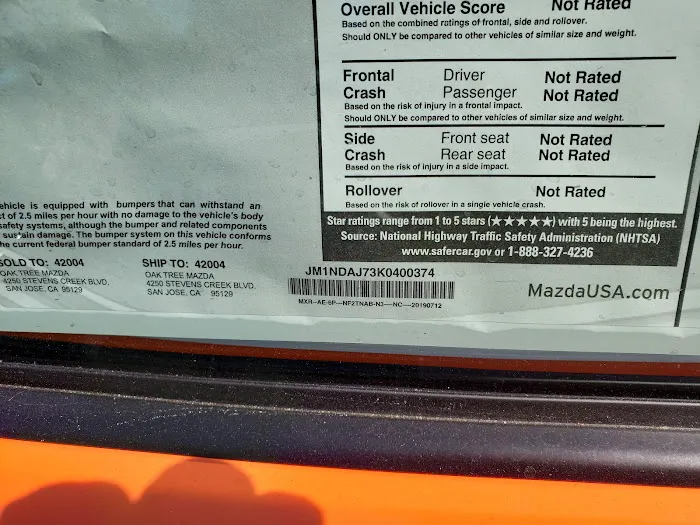 Overall Vehicle Score Not Rated
Based on the combined ratings of frontal, side and rollover.
Should ONLY be compared to other vehicles of similar size and weight.
Frontal Driver Not Rated
Crash Passenger Not Rated
Based on the risk of injury in a frontal impact.
Should ONLY be compared to other vehicles of similar size and weight.
Side Front seat Not Rated
Crash Rear seat Not Rated
Based on the risk of injury in a side impact.
Rollover Not Rated
Based on the risk of rollover in a single vehicle crash.
Star ratings range from 1 to 5 stars (★★★★★) with 5 being the highest.
Source: National Highway Traffic Safety Administration (NHTSA)
www.safercar.gov or 1-888-327-4236
ehicle is equipped with bumpers that can withstand an
ct of 2.5 miles per hour with no damage to the vehicle's body
safety systems, although the bumper and related components
sustain damage. The bumper system on this vehicle conforms
he current federal bumper standard of 2.5 miles per hour.
SOLD TO: 42004
OAK TREE MAZDA
4250 STEVENS CREEK BLVD.
SAN JOSE, CA 95129
SHIP TO: 42004
OAK TREE MAZDA
4250 STEVENS CREEK BLVD.
SAN JOSE, CA 95129
JM1NDAJ73K0400374
MXR--AE-6P---NF2TNAB-N3----NC----20190712
MazdaUSA.com